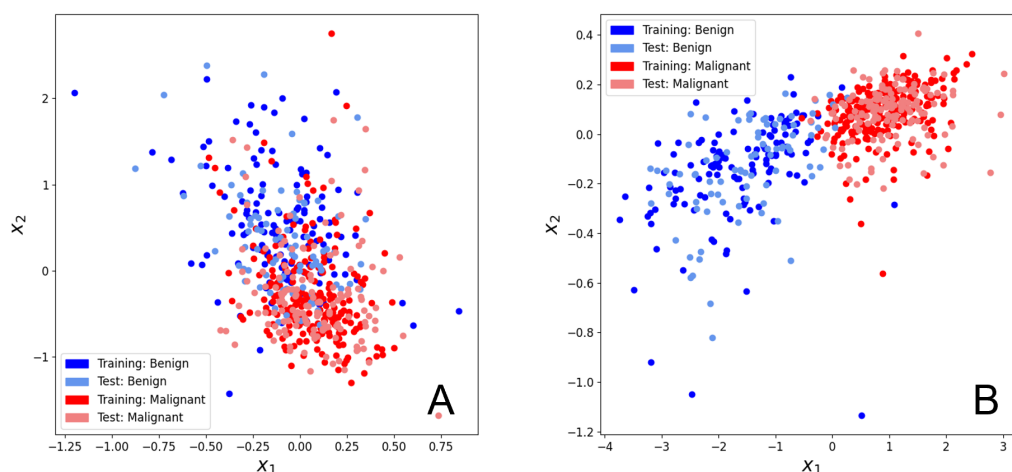 2
1
0
−1
x₂
−1.25
−1.00
−0.75
−0.50
−0.25
0.00
0.25
0.50
0.75
x₁
Training: Benign
Test: Benign
Training: Malignant
Test: Malignant
A
0.4
0.2
0.0
−0.2
−0.4
−0.6
−0.8
−1.0
−1.2
x₂
−4
−3
−2
−1
0
1
2
3
x₁
Training: Benign
Test: Benign
Training: Malignant
Test: Malignant
B